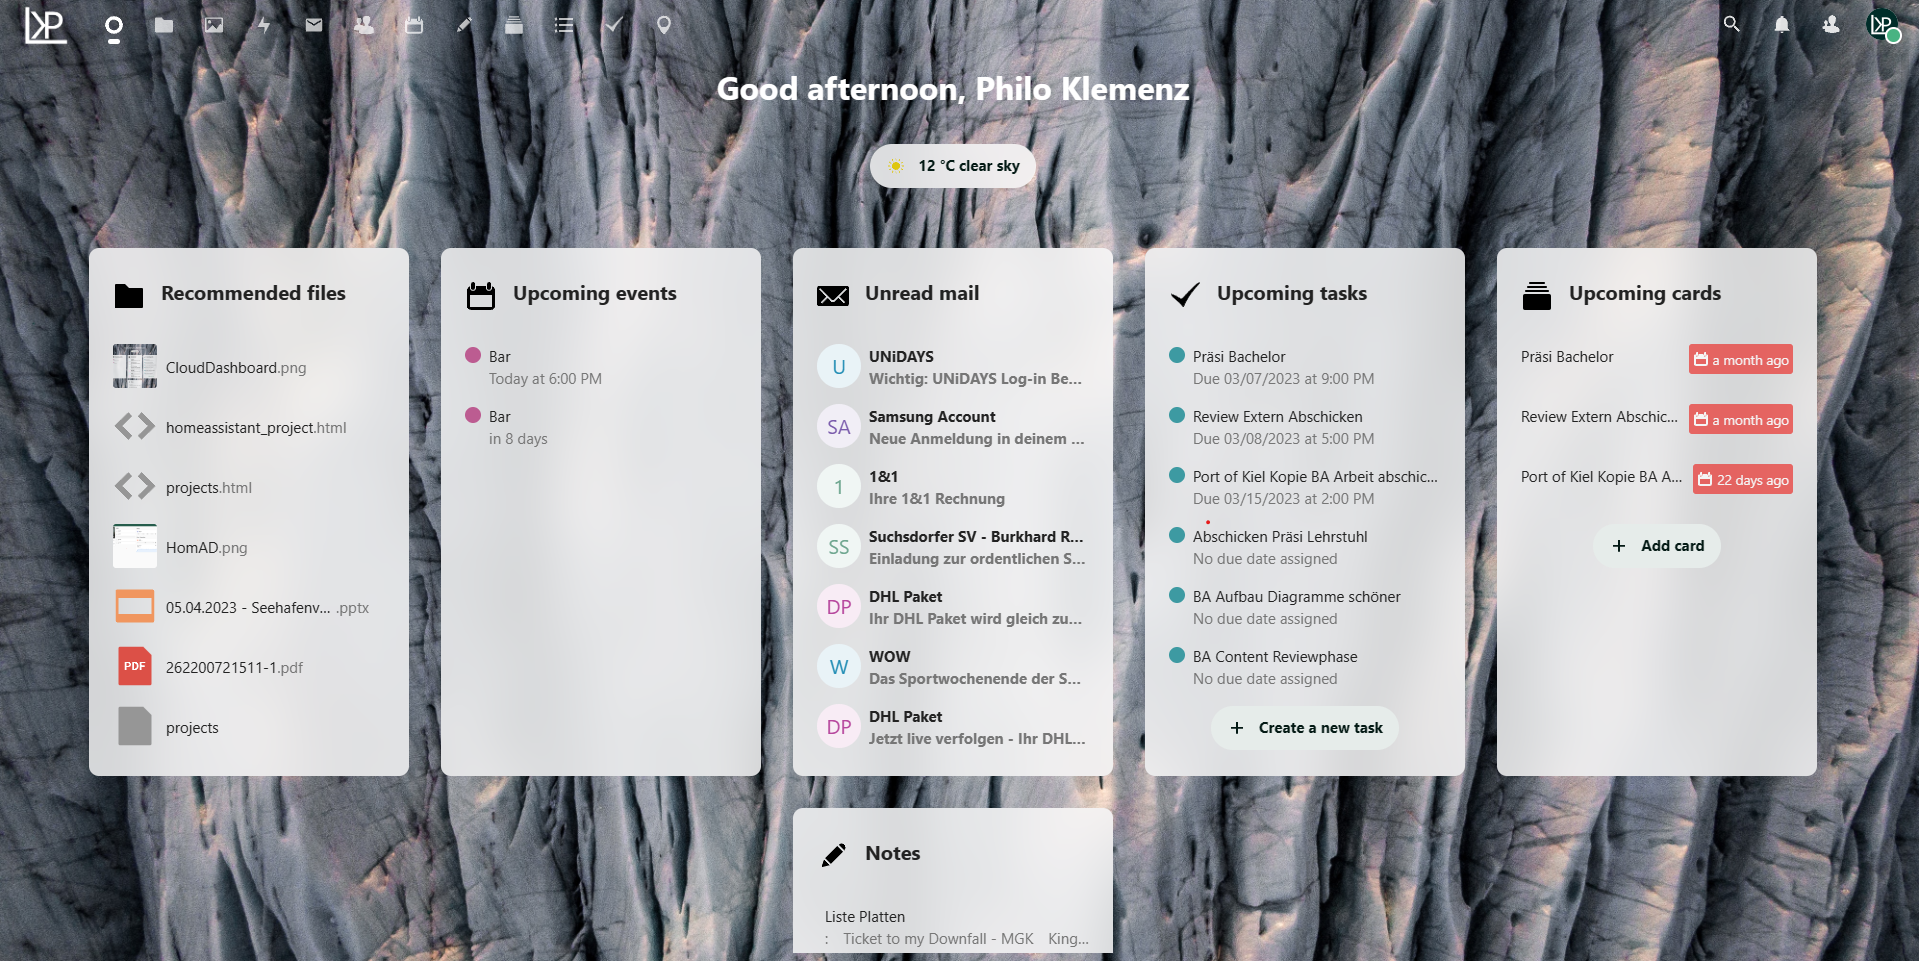 Good afternoon, Philo Klemenz
12 °C clear sky
Recommended files
CloudDashboard.png
homeassistant_project.html
projects.html
HomAD.png
05.04.2023 - Seehafenv... .pptx
PDF
262200721511-1.pdf
projects
Upcoming events
Bar
Today at 6:00 PM
Bar
in 8 days
Unread mail
U
UNiDAYS
Wichtig: UNiDAYS Log-in Be...
SA
Samsung Account
Neue Anmeldung in deinem ...
1
1&1
Ihre 1&1 Rechnung
SS
Suchsdorfer SV - Burkhard R...
Einladung zur ordentlichen S...
DP
DHL Paket
Ihr DHL Paket wird gleich zu...
W
WOW
Das Sportwochenende der S...
DP
DHL Paket
Jetzt live verfolgen - Ihr DHL...
Upcoming tasks
Präsi Bachelor
Due 03/07/2023 at 9:00 PM
Review Extern Abschicken
Due 03/08/2023 at 5:00 PM
Port of Kiel Kopie BA Arbeit abschic...
Due 03/15/2023 at 2:00 PM
Abschicken Präsi Lehrstuhl
No due date assigned
BA Aufbau Diagramme schöner
No due date assigned
BA Content Reviewphase
No due date assigned
+ Create a new task
Upcoming cards
Präsi Bachelor a month ago
Review Extern Abschic... a month ago
Port of Kiel Kopie BA A... 22 days ago
+ Add card
Notes
Liste Platten
: Ticket to my Downfall - MGK King...